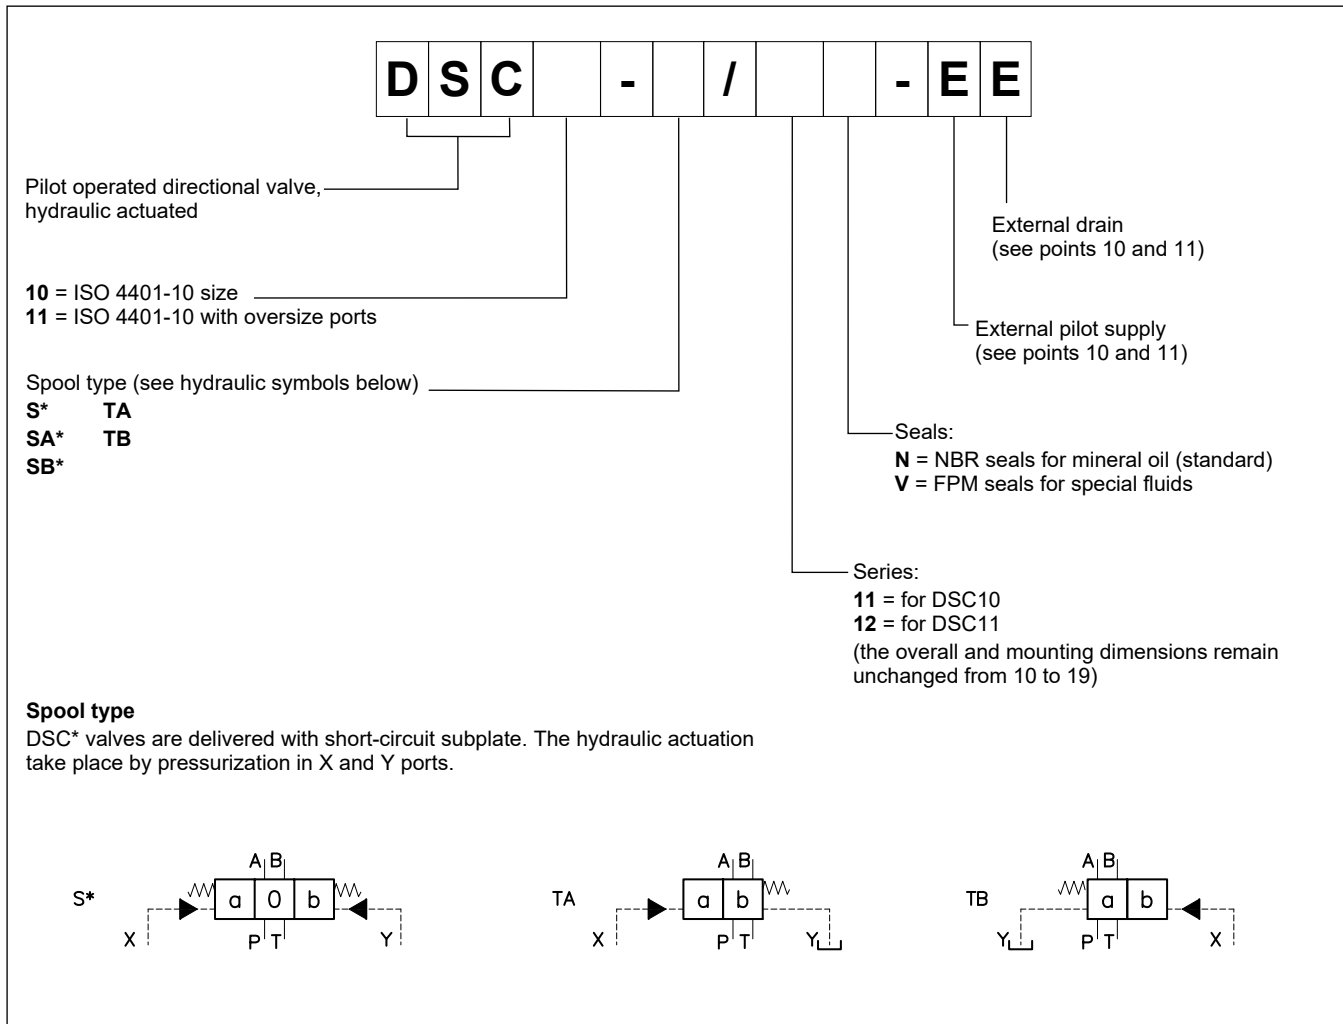 D S C - / - E E
Pilot operated directional valve,
hydraulic actuated
External drain
(see points 10 and 11)
10 = ISO 4401-10 size
11 = ISO 4401-10 with oversize ports
External pilot supply
(see points 10 and 11)
Spool type (see hydraulic symbols below)
S* TA
SA* TB
SB*
Seals:
N = NBR seals for mineral oil (standard)
V = FPM seals for special fluids
Series:
11 = for DSC10
12 = for DSC11
(the overall and mounting dimensions remain
unchanged from 10 to 19)
Spool type
DSC* valves are delivered with short-circuit subplate. The hydraulic actuation
take place by pressurization in X and Y ports.
A B
S* a 0 b
X P T Y
A B
TA a b
X P T Y
A B
TB a b
Y P T X